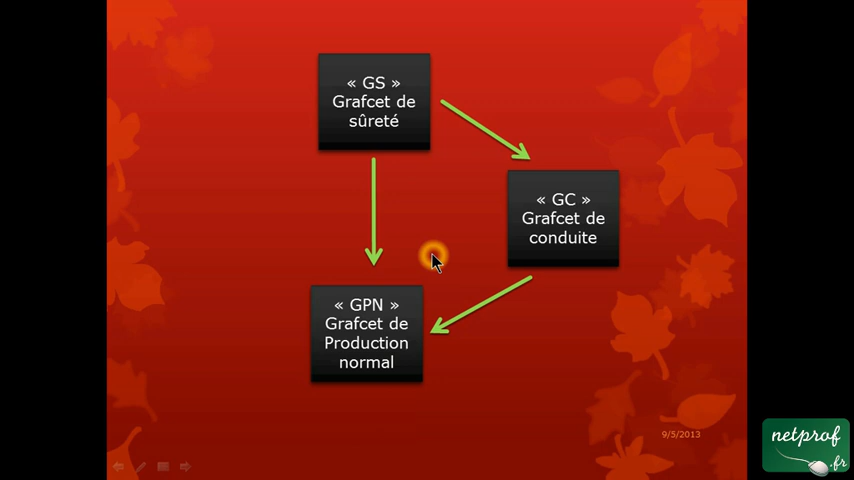 « GS »
Grafcet de
sûreté
« GC »
Grafcet de
conduite
« GPN »
Grafcet de
Production
normal
9/5/2013
netprof
.fr